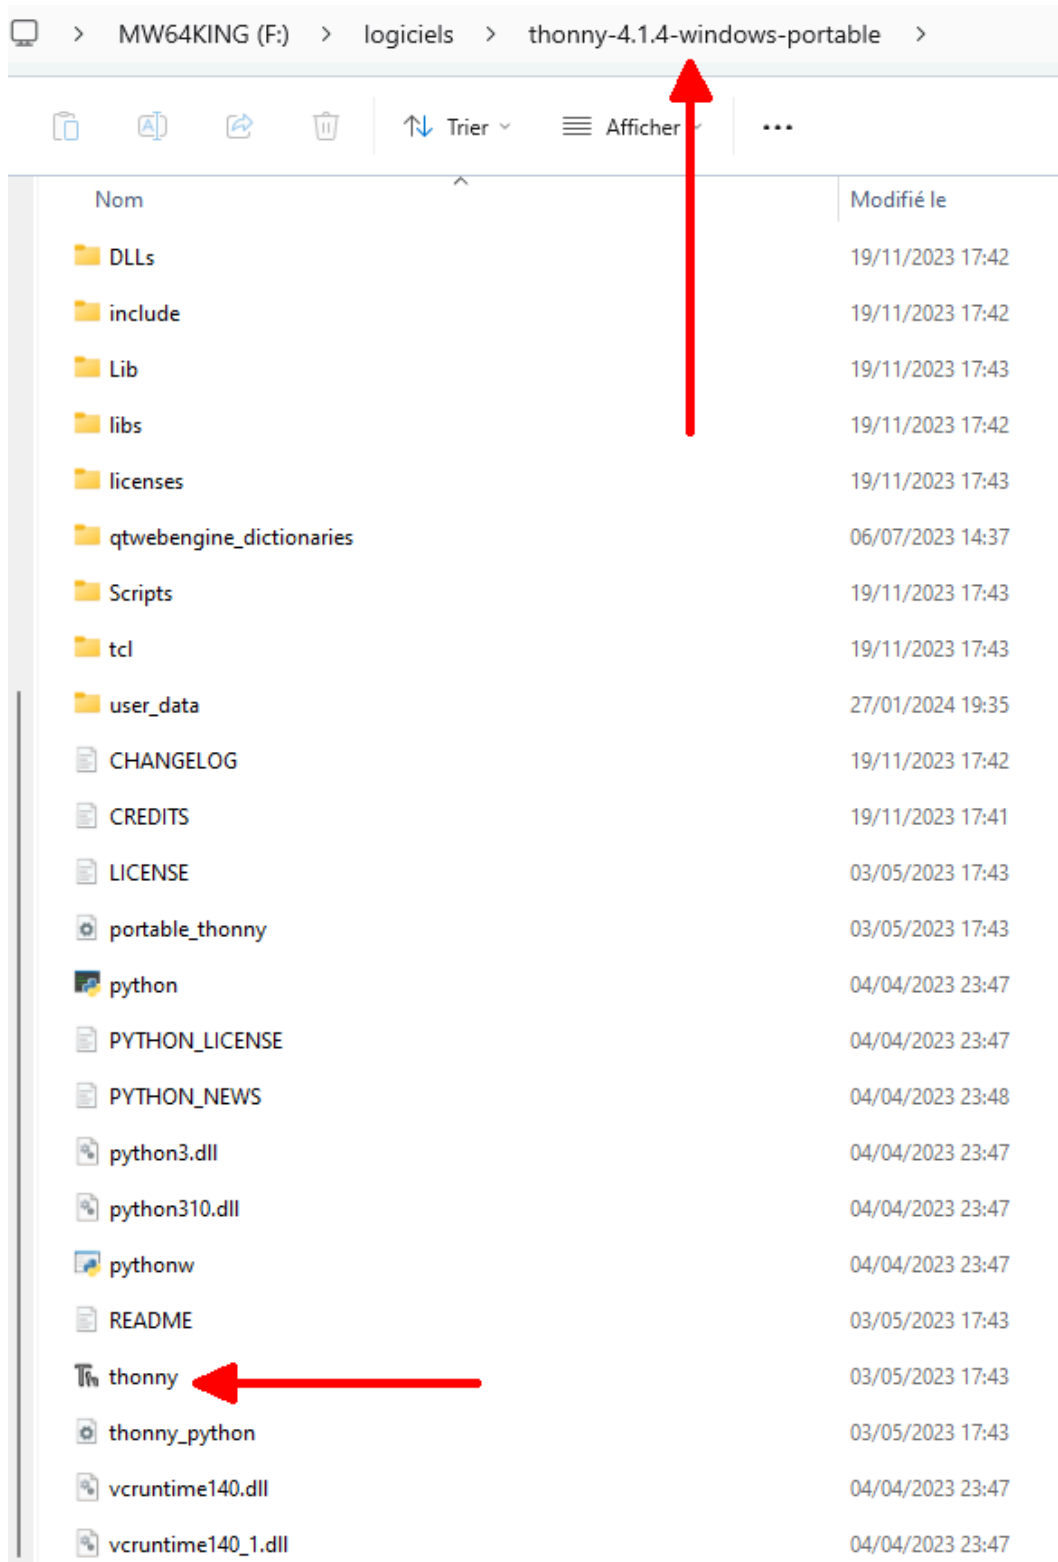 MW64KING (F:) > logiciels > thonny-4.1.4-windows-portable >
Trier Afficher ...
Nom Modifié le
DLLs 19/11/2023 17:42
include 19/11/2023 17:42
Lib 19/11/2023 17:43
libs 19/11/2023 17:42
licenses 19/11/2023 17:43
qtwebengine_dictionaries 06/07/2023 14:37
Scripts 19/11/2023 17:43
tcl 19/11/2023 17:43
user_data 27/01/2024 19:35
CHANGELOG 19/11/2023 17:42
CREDITS 19/11/2023 17:41
LICENSE 03/05/2023 17:43
portable_thonny 03/05/2023 17:43
python 04/04/2023 23:47
PYTHON_LICENSE 04/04/2023 23:47
PYTHON_NEWS 04/04/2023 23:48
python3.dll 04/04/2023 23:47
python310.dll 04/04/2023 23:47
pythonw 04/04/2023 23:47
README 03/05/2023 17:43
thonny 03/05/2023 17:43
thonny_python 03/05/2023 17:43
vcruntime140.dll 04/04/2023 23:47
vcruntime140_1.dll 04/04/2023 23:47